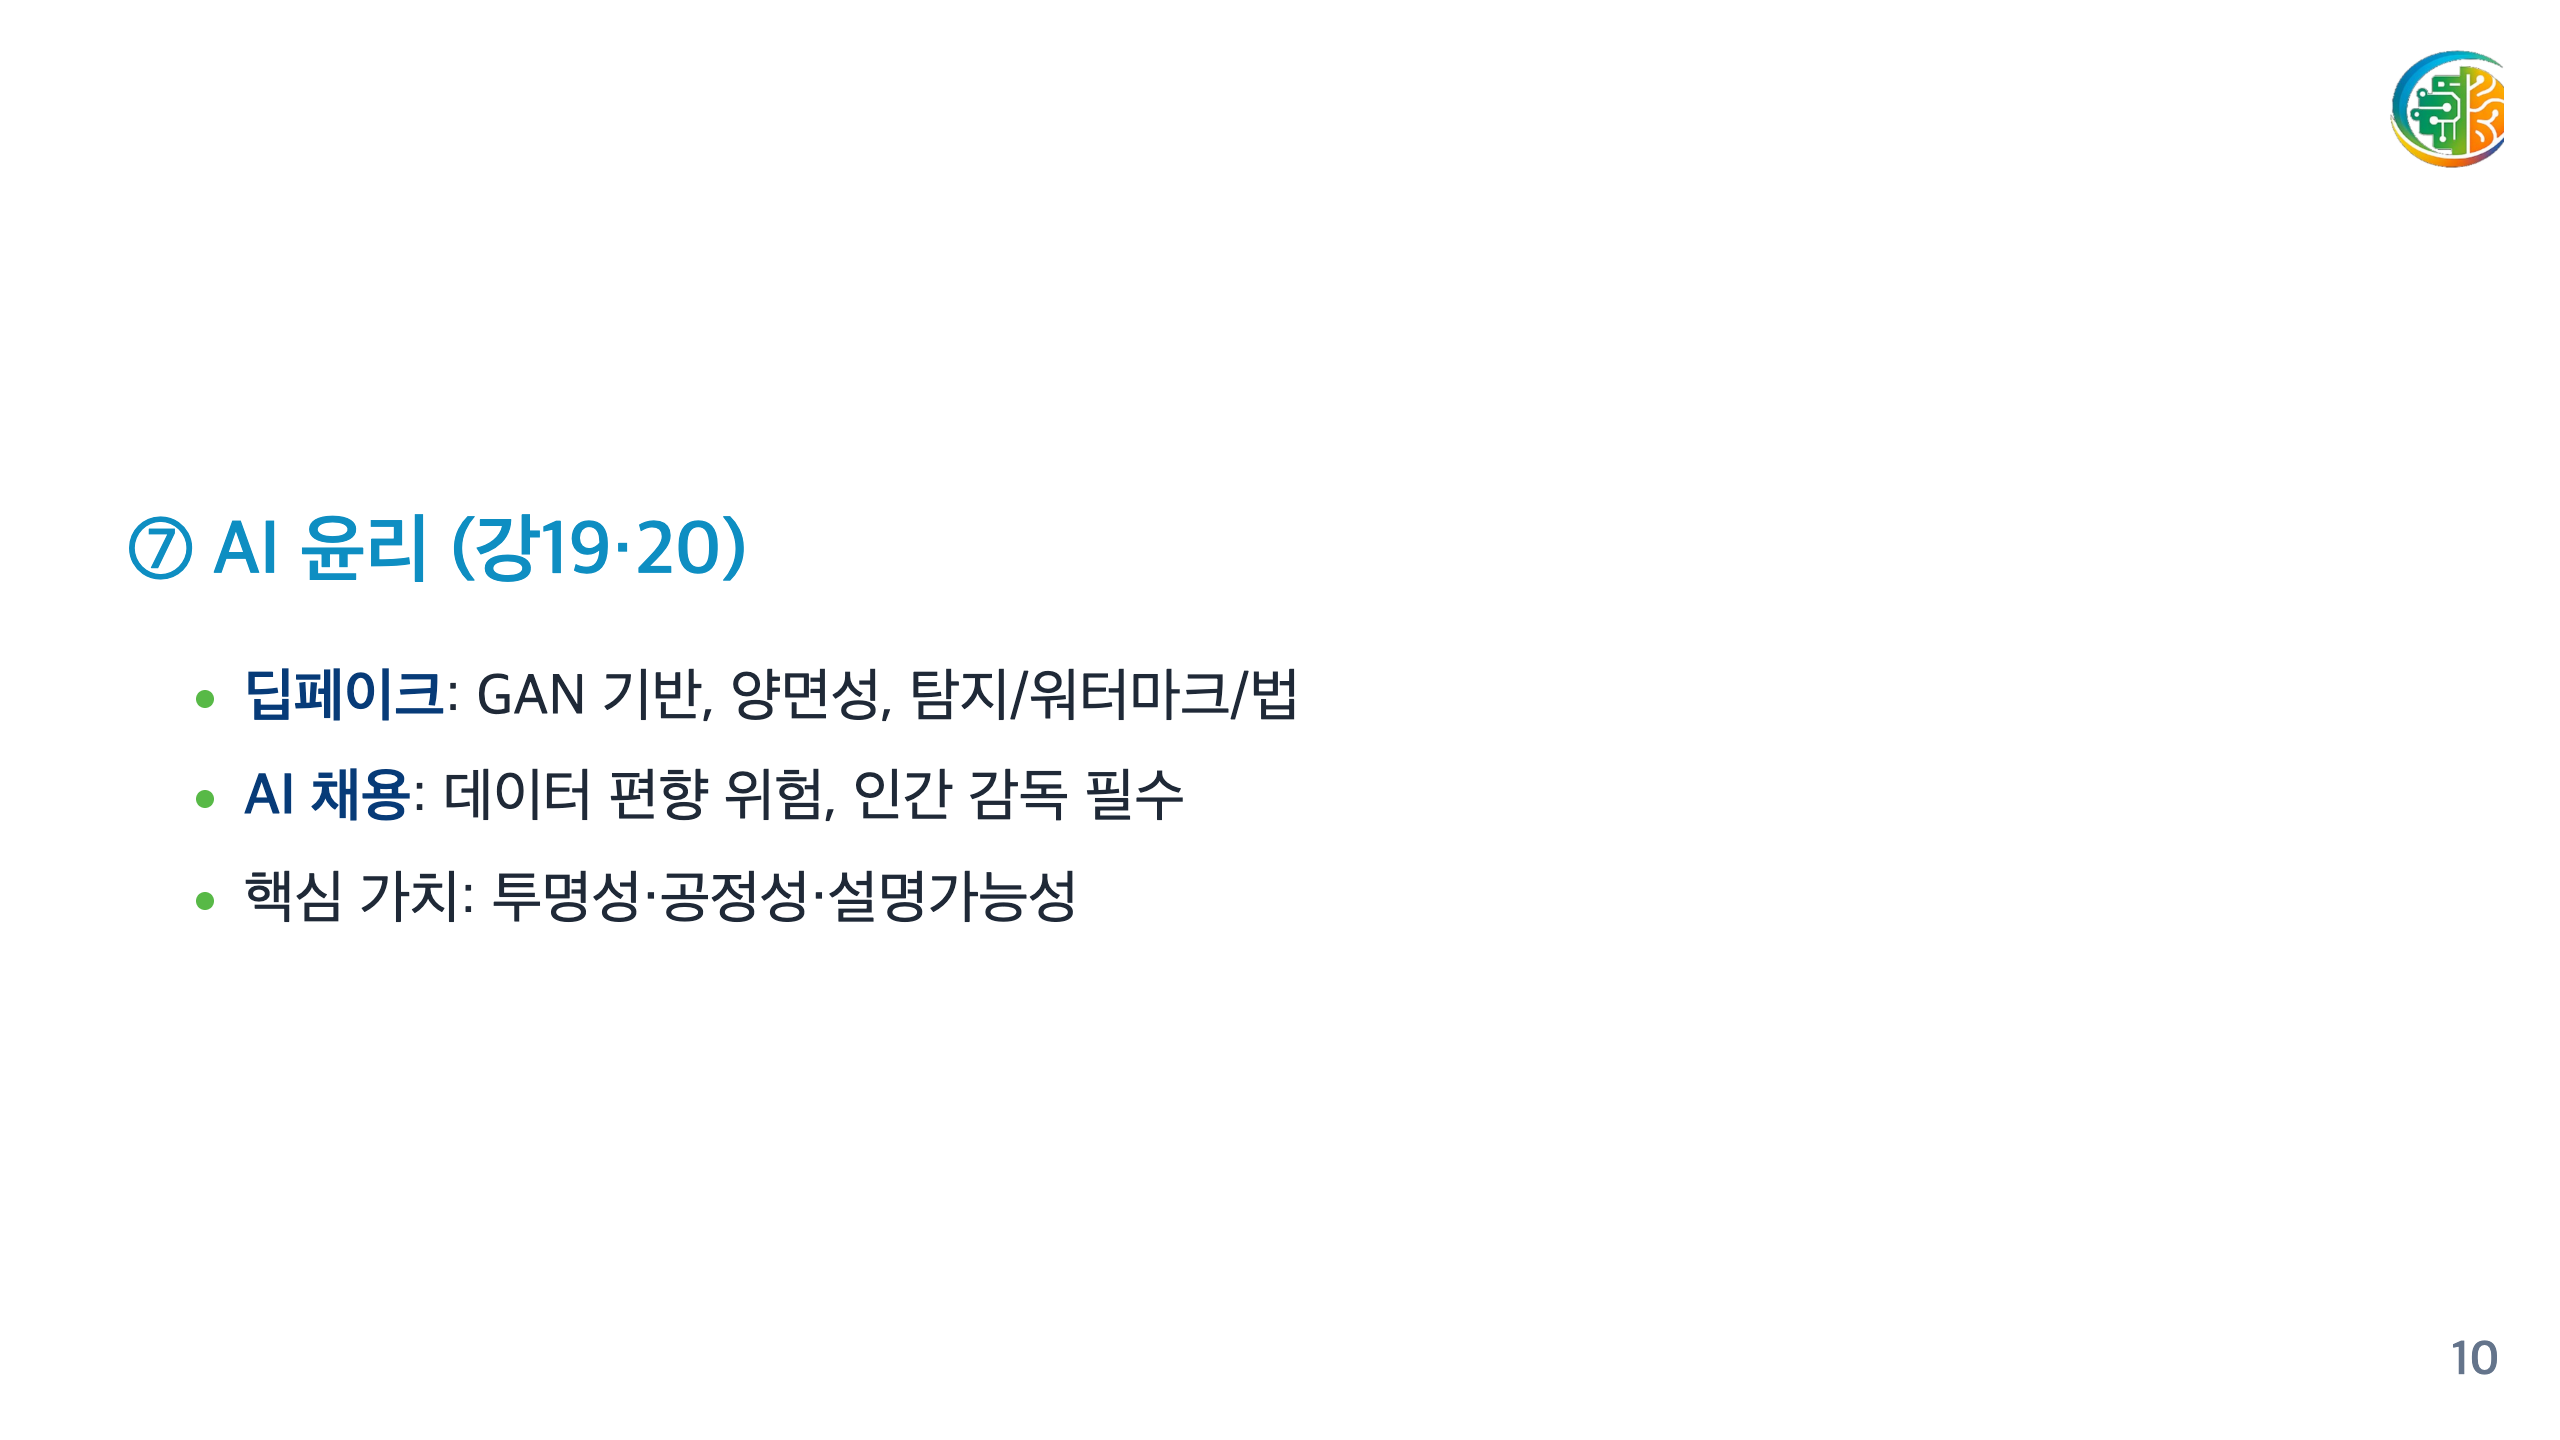 ⑦ AI 윤리 (강19·20)
• 딥페이크: GAN 기반, 양면성, 탐지/워터마크/법
• AI 채용: 데이터 편향 위험, 인간 감독 필수
• 핵심 가치: 투명성·공정성·설명가능성
10